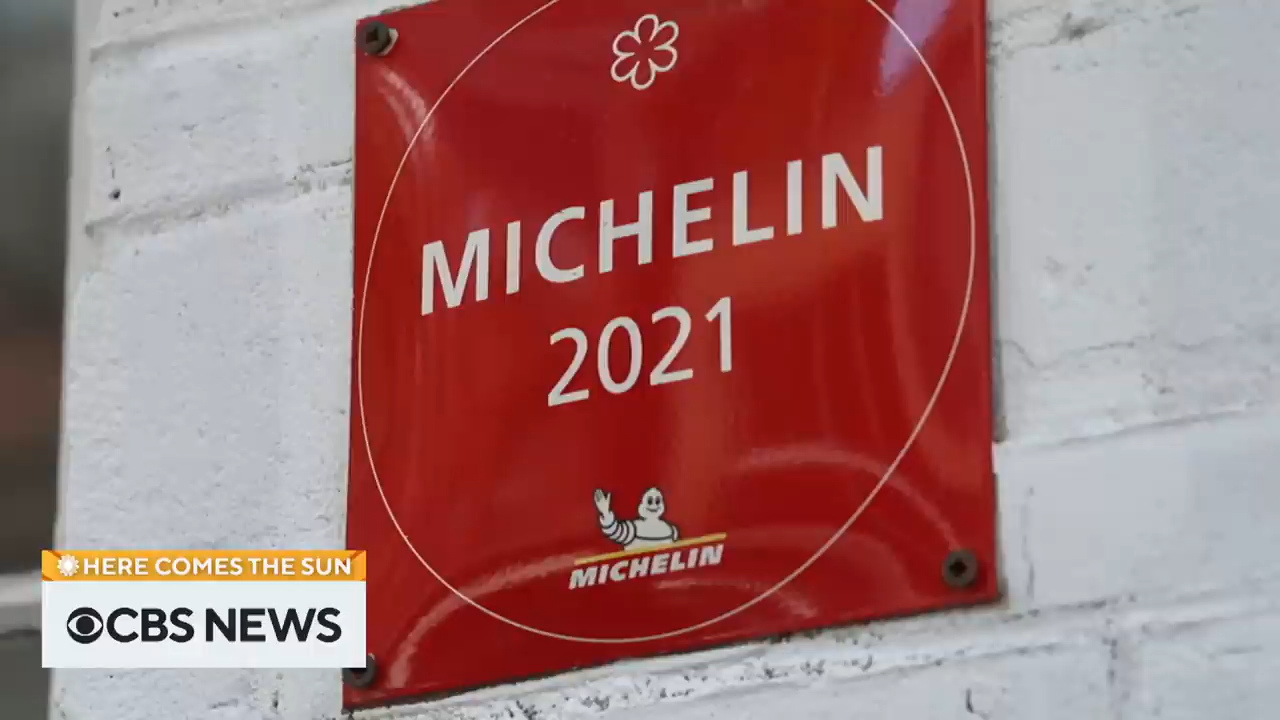 MICHELIN
2021
MICHELIN
HERE COMES THE SUN
CBS NEWS